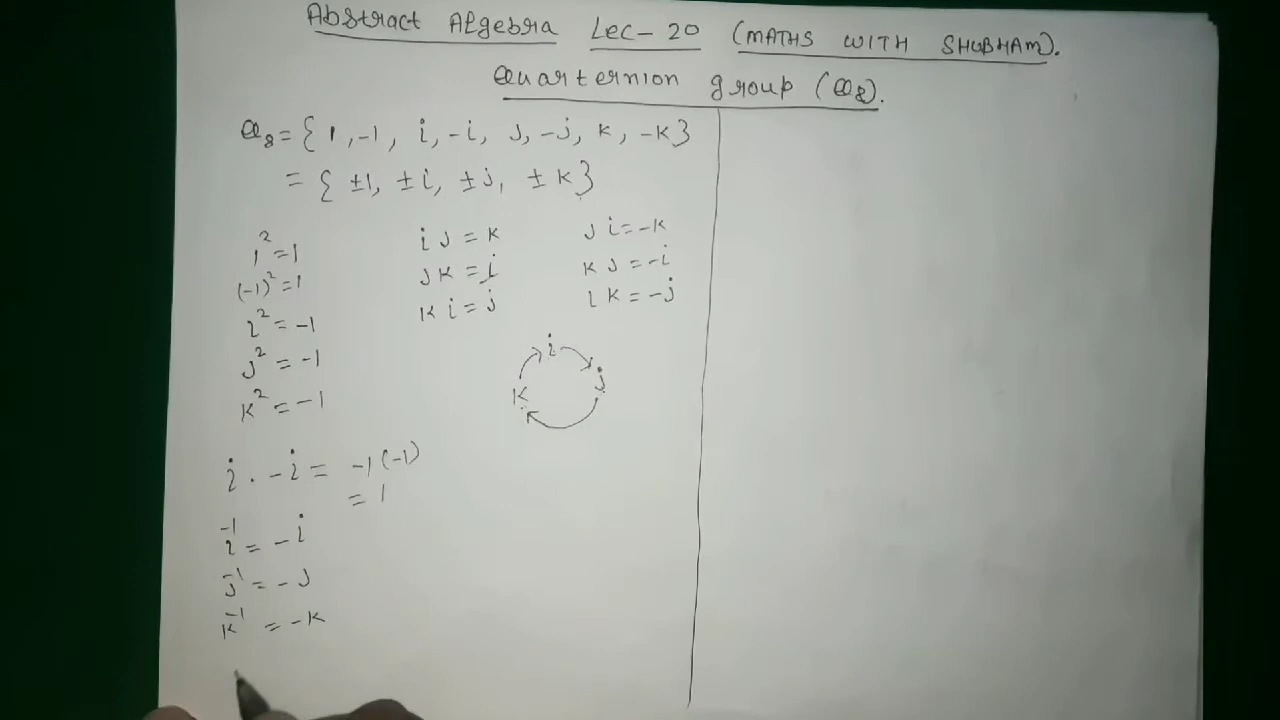 Abstract Algebra Lec-20 (MATHS WITH SHUBHAM).
Quarternion group (Q₈).
Q₈ = { 1, -1, i, -i, j, -j, k, -k}
= { ±1, ±i, ±j, ±k}
1² = 1
(-1)² = 1
i² = -1
j² = -1
k² = -1
ij = k
jk = i
ki = j
ji = -k
kj = -i
ik = -j
i
j
k
i . -i = -1(-1)
= 1
i⁻¹ = -i
j⁻¹ = -j
k⁻¹ = -k